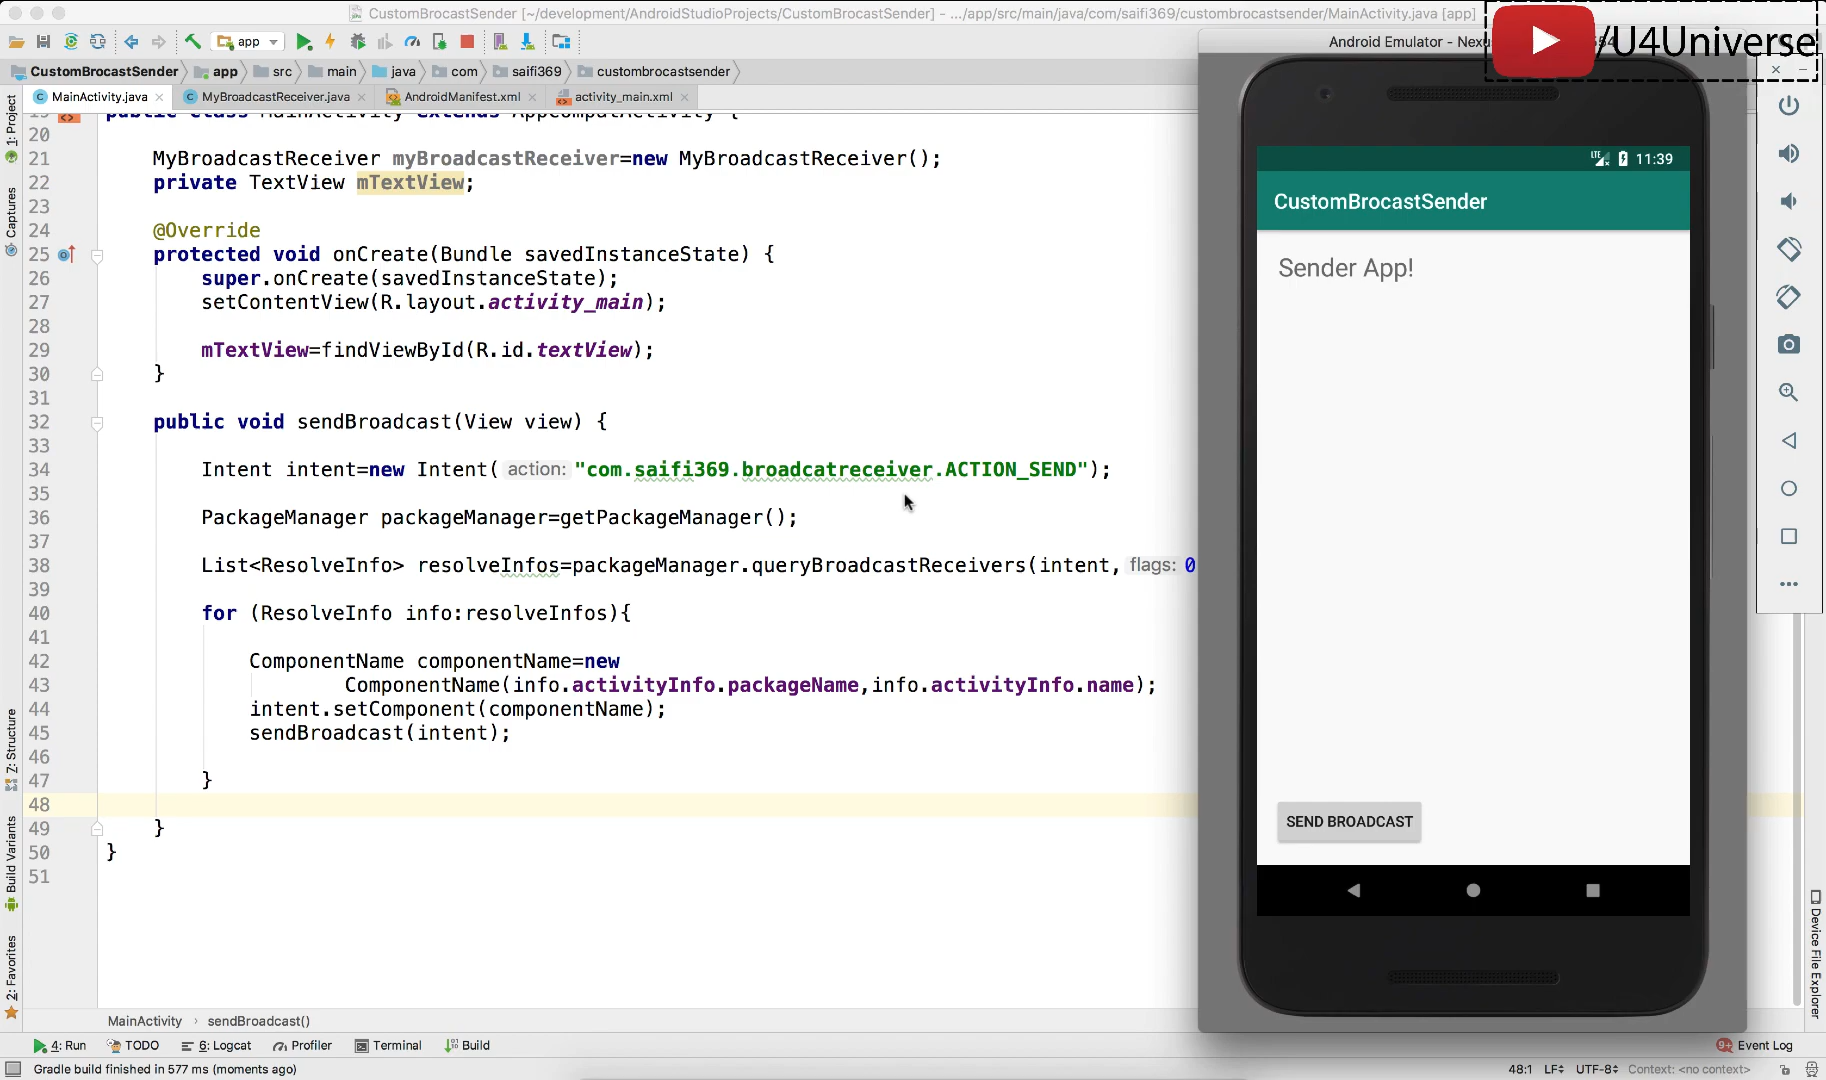 CustomBrocastSender [~/development/AndroidStudioProjects/CustomBrocastSender] - .../app/src/main/java/com/saifi369/custombrocastsender/MainActivity.java [app]
app
CustomBrocastSender app src main java com saifi369 custombrocastsender
MainActivity.java MyBroadcastReceiver.java AndroidManifest.xml activity_main.xml
1: Project
Captures
Z: Structure
Build Variants
2: Favorites
20
21 MyBroadcastReceiver myBroadcastReceiver=new MyBroadcastReceiver();
22 private TextView mTextView;
23
24 @Override
25 protected void onCreate(Bundle savedInstanceState) {
26 super.onCreate(savedInstanceState);
27 setContentView(R.layout.activity_main);
28
29 mTextView=findViewById(R.id.textView);
30 }
31
32 public void sendBroadcast(View view) {
33
34 Intent intent=new Intent( action: "com.saifi369.broadcatreceiver.ACTION_SEND");
35
36 PackageManager packageManager=getPackageManager();
37
38 List<ResolveInfo> resolveInfos=packageManager.queryBroadcastReceivers(intent, flags: 0
39
40 for (ResolveInfo info:resolveInfos){
41
42 ComponentName componentName=new
43 ComponentName(info.activityInfo.packageName,info.activityInfo.name);
44 intent.setComponent(componentName);
45 sendBroadcast(intent);
46
47 }
48
49 }
50 }
51
MainActivity › sendBroadcast()
4: Run TODO 6: Logcat Profiler Terminal Build
Event Log
Gradle build finished in 577 ms (moments ago)
48:1 LF UTF-8 Context: <no context>
Device File Explorer
Android Emulator - Nexu
/U4Universe
LTE 11:39
CustomBrocastSender
Sender App!
SEND BROADCAST